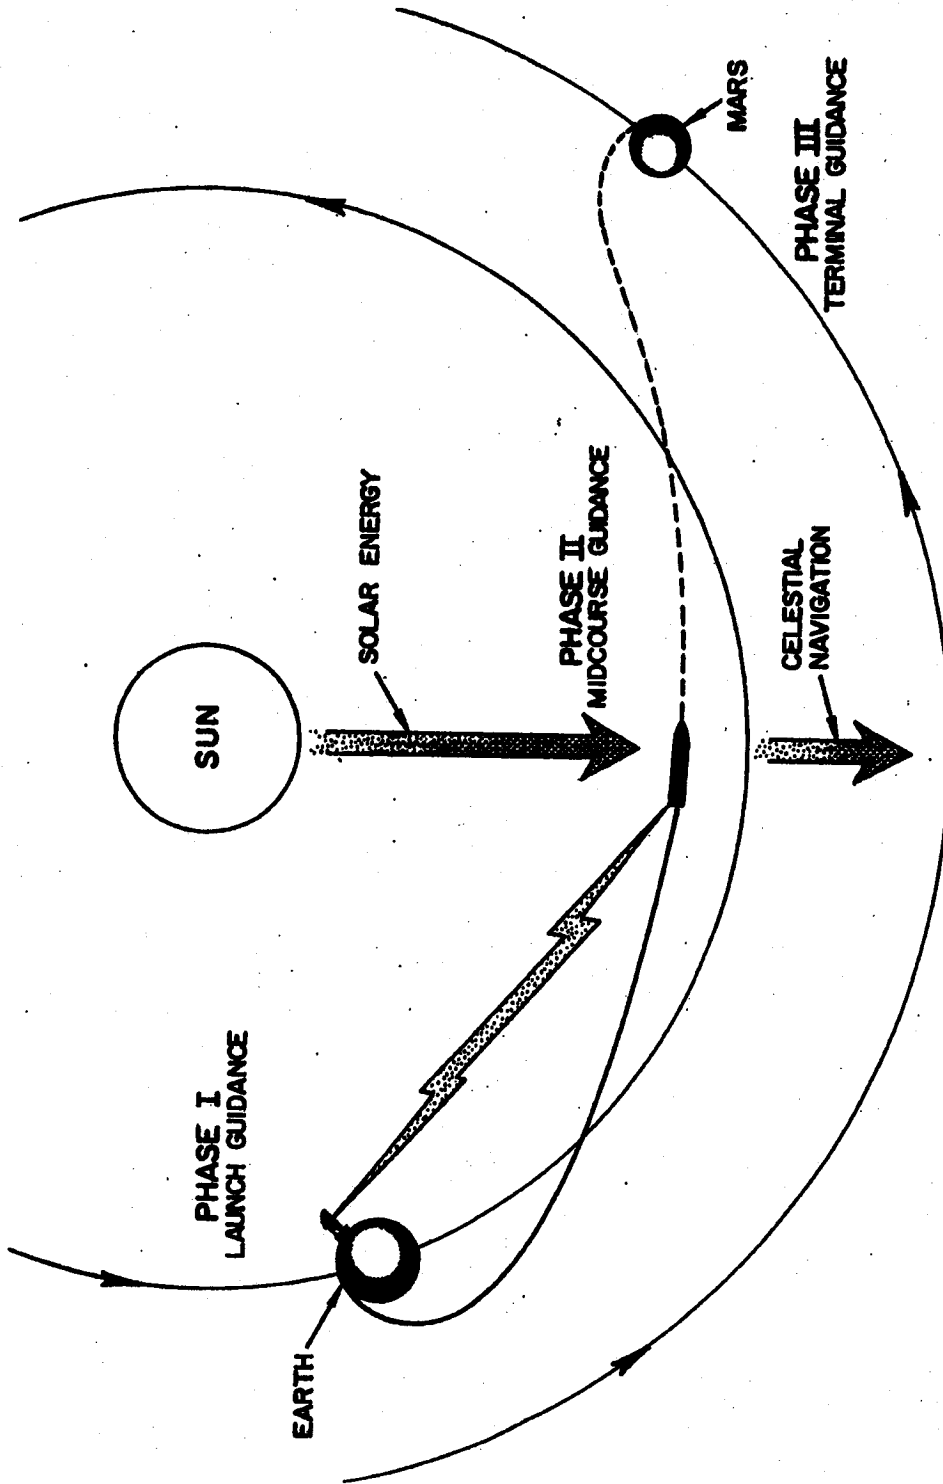 PHASE I
LAUNCH GUIDANCE
EARTH
SUN
SOLAR ENERGY
PHASE II
MIDCOURSE GUIDANCE
CELESTIAL
NAVIGATION
MARS
PHASE III
TERMINAL GUIDANCE